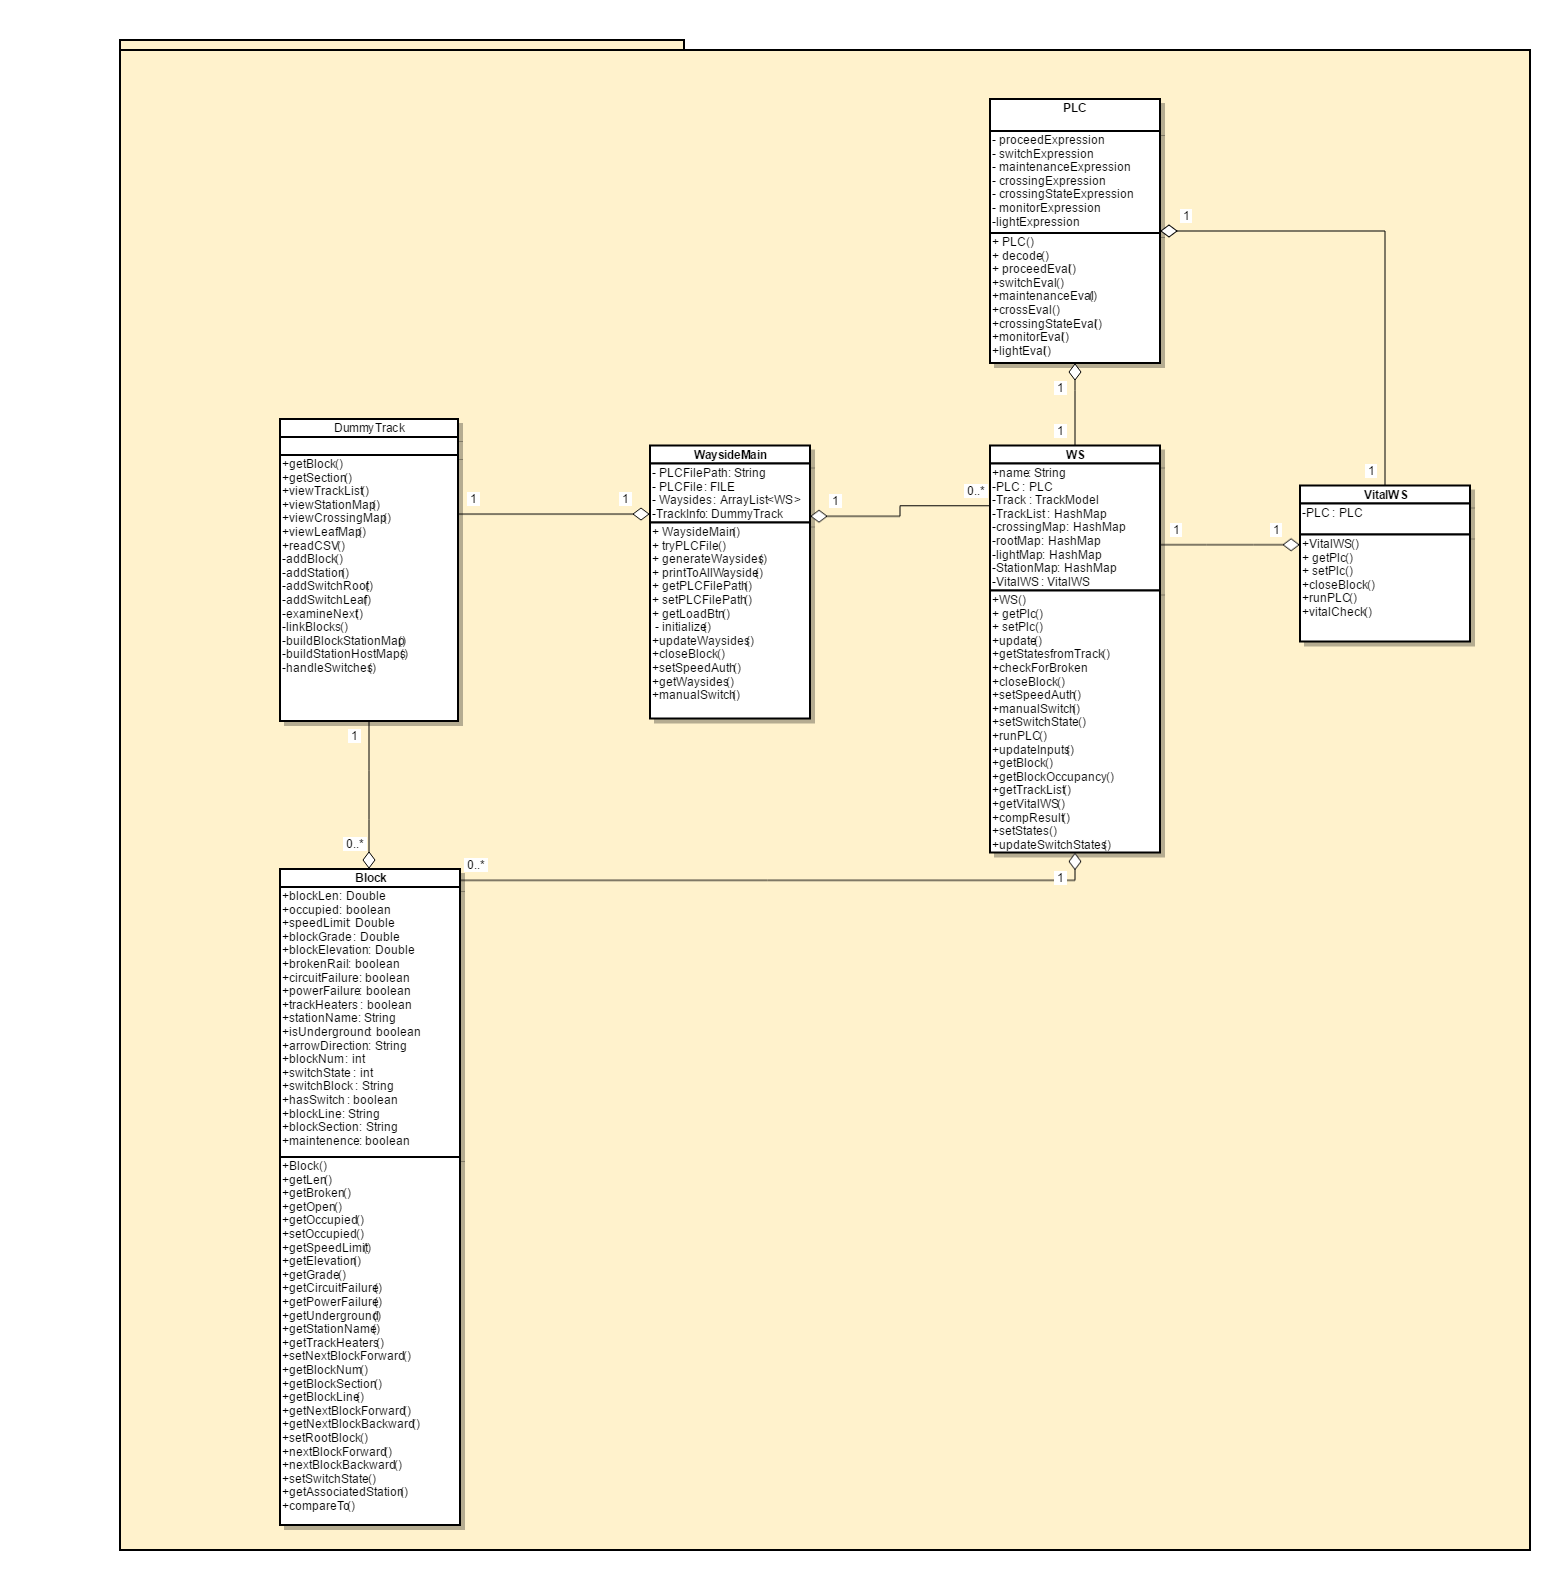 PLC
- proceedExpression
- switchExpression
- maintenanceExpression
- crossingExpression
- crossingStateExpression
- monitorExpression
-lightExpression
+ PLC()
+ decode()
+ proceedEval()
+switchEval()
+maintenanceEval()
+crossEval()
+crossingStateEval()
+monitorEval()
+lightEval()
1
1
1
1
DummyTrack
+getBlock()
+getSection()
+viewTrackList()
+viewStationMap()
+viewCrossingMap()
+viewLeafMap()
+readCSV()
-addBlock()
-addStation()
-addSwitchRoot()
-addSwitchLeaf()
-examineNext()
-linkBlocks()
-buildBlockStationMap()
-buildStationHostMaps()
-handleSwitches()
1
1
WaysideMain
- PLCFilePath: String
- PLCFile: FILE
- Waysides: ArrayList<WS>
-TrackInfo: DummyTrack
+ WaysideMain()
+ tryPLCFile()
+ generateWaysides()
+ printToAllWayside()
+ getPLCFilePath()
+ setPLCFilePath()
+ getLoadBtn()
- initialize()
+updateWaysides()
+closeBlock()
+setSpeedAuth()
+getWaysides()
+manualSwitch()
1
0..*
WS
+name: String
-PLC : PLC
-Track : TrackModel
-TrackList : HashMap
-crossingMap: HashMap
-rootMap: HashMap
-lightMap: HashMap
-StationMap: HashMap
-VitalWS : VitalWS
+WS()
+ getPlc()
+ setPlc()
+update()
+getStatesfromTrack()
+checkForBroken
+closeBlock()
+setSpeedAuth()
+manualSwitch()
+setSwitchState()
+runPLC()
+updateInputs()
+getBlock()
+getBlockOccupancy()
+getTrackList()
+getVitalWS()
+compResult()
+setStates()
+updateSwitchStates()
1
1
VitalWS
-PLC : PLC
+VitalWS()
+ getPlc()
+ setPlc()
+closeBlock()
+runPLC()
+vitalCheck()
1
0..*
0..*
1
Block
+blockLen: Double
+occupied: boolean
+speedLimit: Double
+blockGrade: Double
+blockElevation: Double
+brokenRail: boolean
+circuitFailure: boolean
+powerFailure: boolean
+trackHeaters : boolean
+stationName: String
+isUnderground: boolean
+arrowDirection: String
+blockNum: int
+switchState : int
+switchBlock : String
+hasSwitch : boolean
+blockLine: String
+blockSection: String
+maintenence: boolean
+Block()
+getLen()
+getBroken()
+getOpen()
+getOccupied()
+setOccupied()
+getSpeedLimit()
+getElevation()
+getGrade()
+getCircuitFailure()
+getPowerFailure()
+getUnderground()
+getStationName()
+getTrackHeaters()
+setNextBlockForward()
+getBlockNum()
+getBlockSection()
+getBlockLine()
+getNextBlockForward()
+getNextBlockBackward()
+setRootBlock()
+nextBlockForward()
+nextBlockBackward()
+setSwitchState()
+getAssociatedStation()
+compareTo()